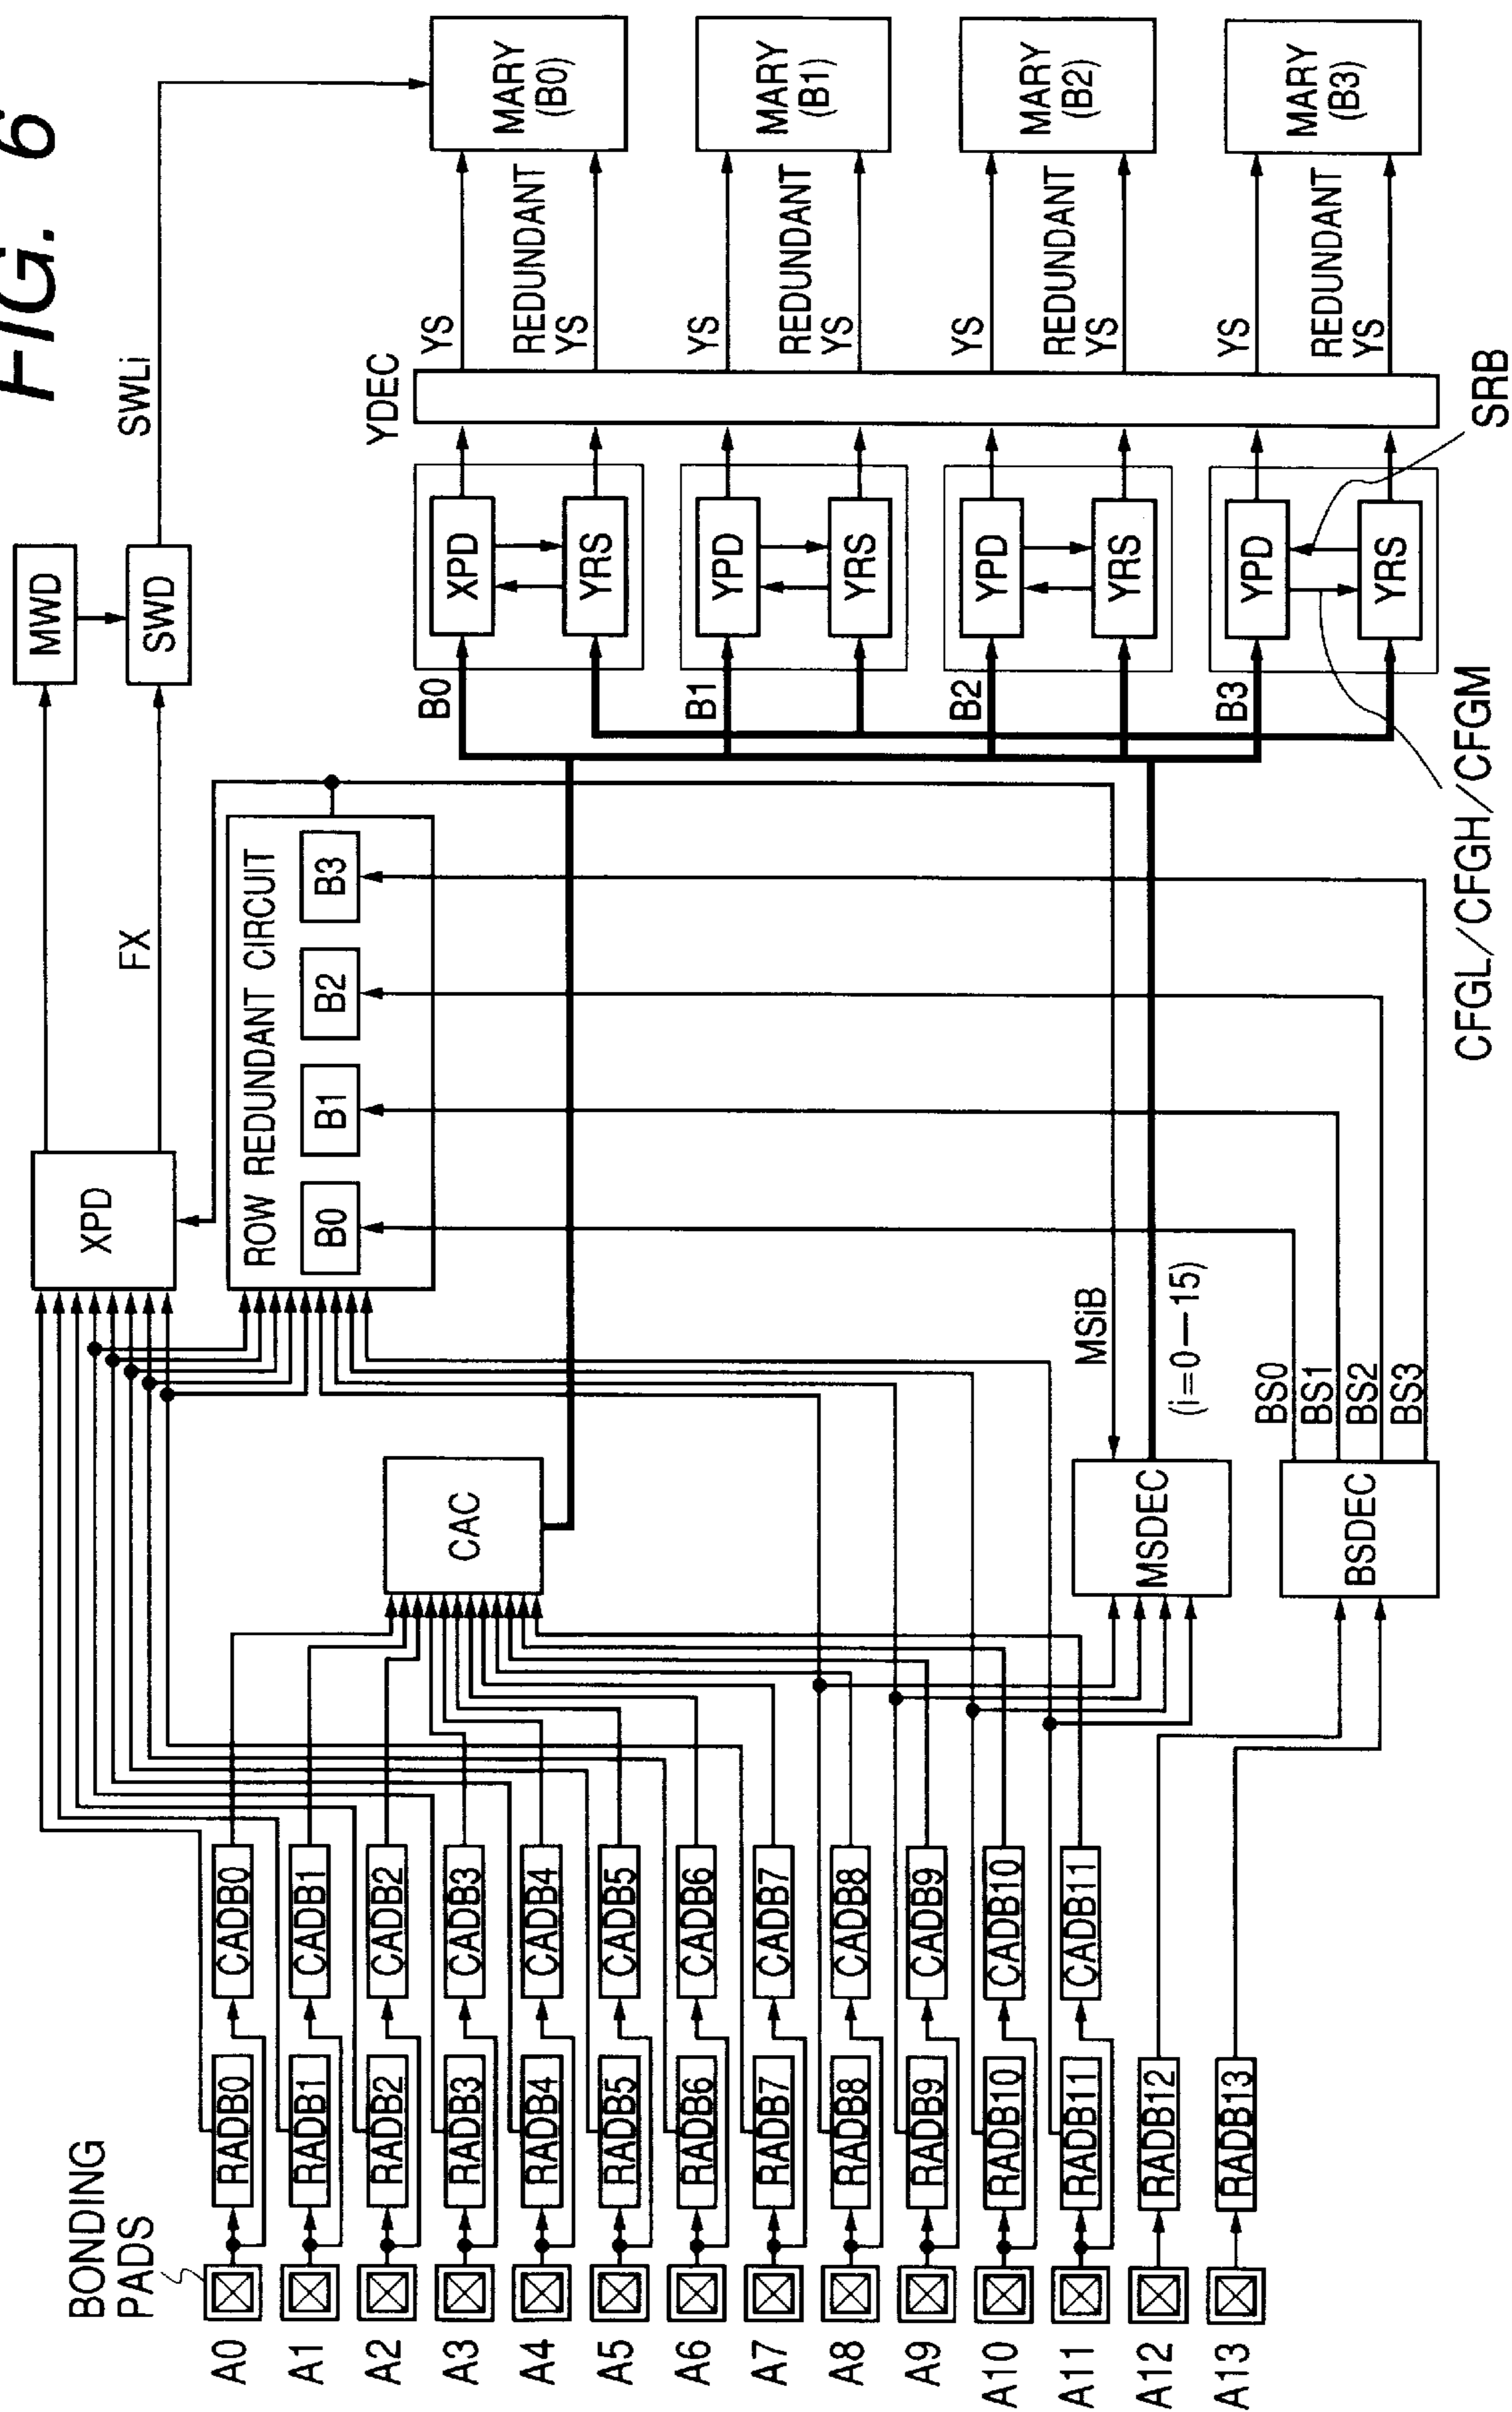 FIG. 6
BONDING
PADS
A0
A1
A2
A3
A4
A5
A6
A7
A8
A9
A10
A11
A12
A13
RADB0
RADB1
RADB2
RADB3
RADB4
RADB5
RADB6
RADB7
RADB8
RADB9
RADB10
RADB11
RADB12
RADB13
CADB0
CADB1
CADB2
CADB3
CADB4
CADB5
CADB6
CADB7
CADB8
CADB9
CADB10
CADB11
CAC
MSDEC
BSDEC
MSiB
(i=0—15)
BS0
BS1
BS2
BS3
XPD
ROW REDUNDANT CIRCUIT
B0
B1
B2
B3
FX
MWD
SWD
SWLi
B0
XPD
YRS
B1
YPD
YRS
B2
YPD
YRS
B3
YPD
YRS
CFGL/CFGH/CFGM
SRB
YDEC
YS
REDUNDANT
YS
YS
REDUNDANT
YS
YS
REDUNDANT
YS
YS
REDUNDANT
YS
MARY
(B0)
MARY
(B1)
MARY
(B2)
MARY
(B3)